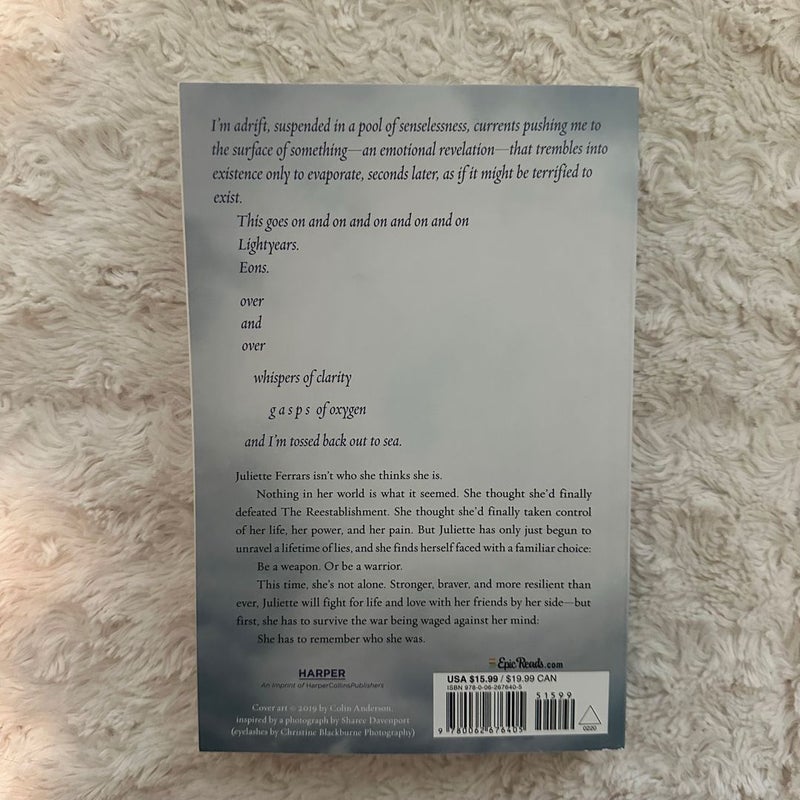 I'm adrift, suspended in a pool of senselessness, currents pushing me to
the surface of something—an emotional revelation—that trembles into
existence only to evaporate, seconds later, as if it might be terrified to
exist.
This goes on and on and on and on and on
Lightyears.
Eons.
over
and
over
whispers of clarity
g a s p s of oxygen
and I'm tossed back out to sea.
Juliette Ferrars isn't who she thinks she is.
Nothing in her world is what it seemed. She thought she'd finally
defeated The Reestablishment. She thought she'd finally taken control
of her life, her power, and her pain. But Juliette has only just begun to
unravel a lifetime of lies, and she finds herself faced with a familiar choice:
Be a weapon. Or be a warrior.
This time, she's not alone. Stronger, braver, and more resilient than
ever, Juliette will fight for life and love with her friends by her side—but
first, she has to survive the war being waged against her mind:
She has to remember who she was.
HARPER
An Imprint of HarperCollinsPublishers
Cover art © 2019 by Colin Anderson,
inspired by a photograph by Sharee Davenport
(eyelashes by Christine Blackburne Photography)
EpicReads.com
USA $15.99 / $19.99 CAN
ISBN 978-0-06-267640-5
51599
9 780062 676405
0220